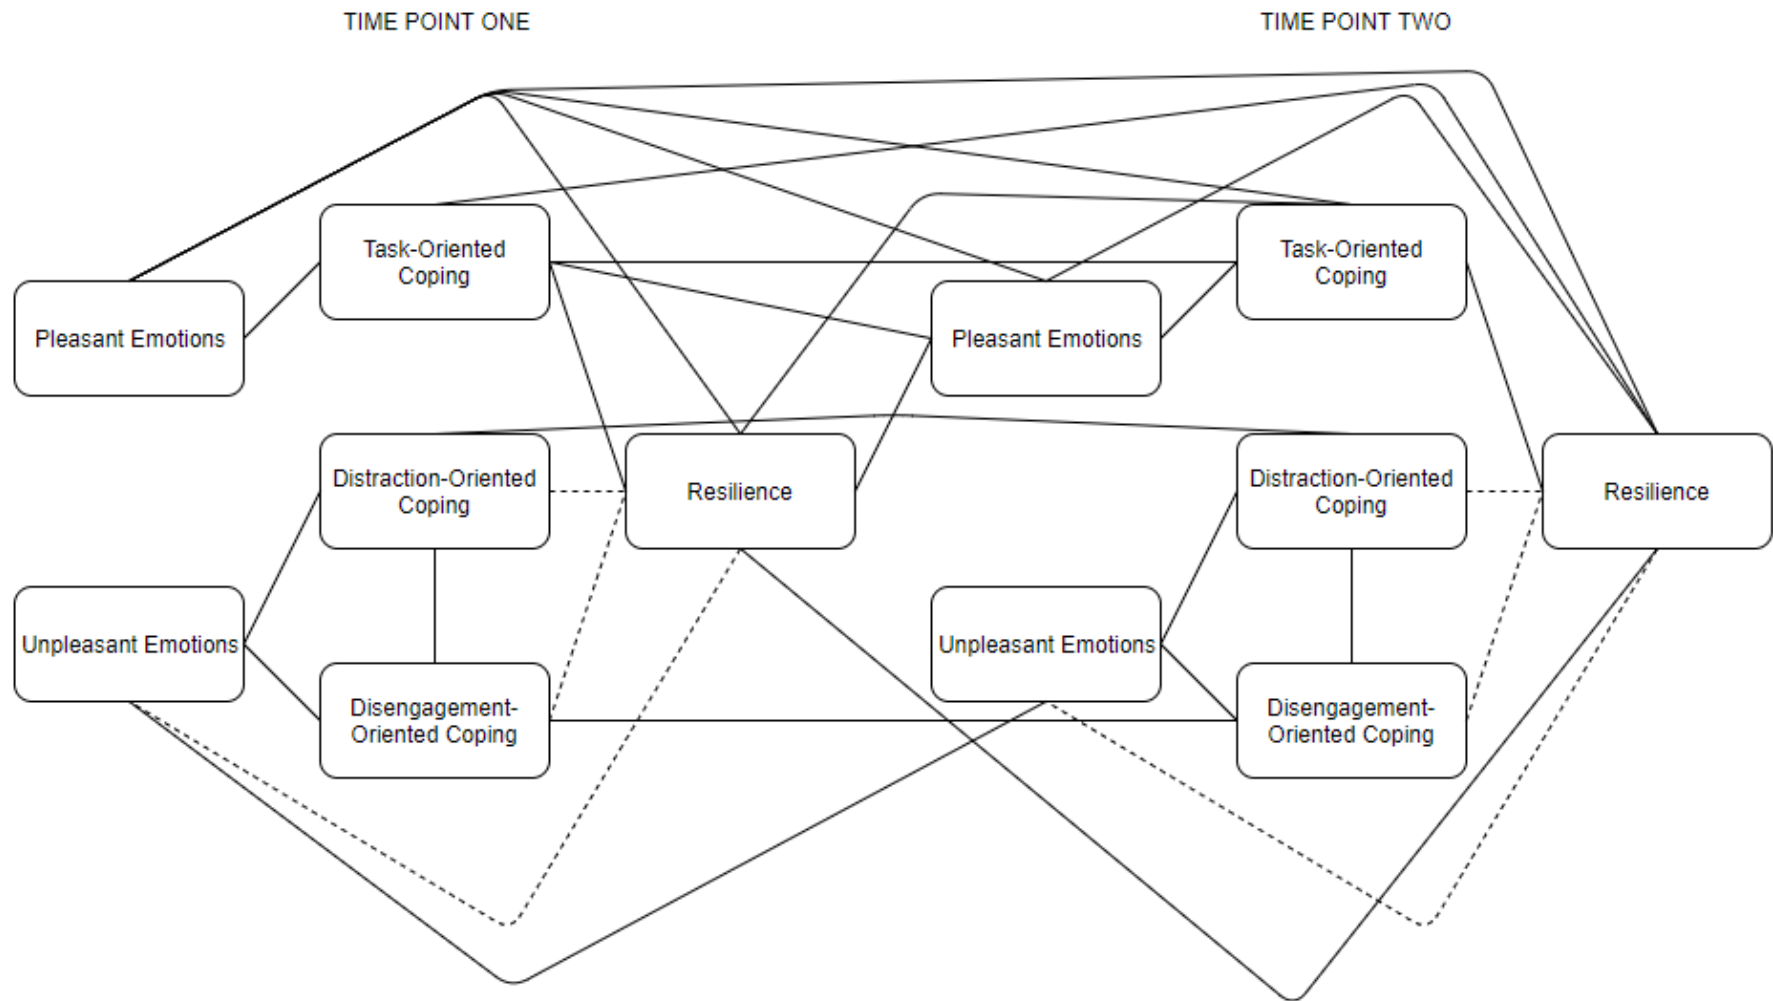 TIME POINT ONE
TIME POINT TWO
Task-Oriented
Coping
Task-Oriented
Coping
Pleasant Emotions
Pleasant Emotions
Distraction-Oriented
Coping
Resilience
Distraction-Oriented
Coping
Resilience
Unpleasant Emotions
Unpleasant Emotions
Disengagement-
Oriented Coping
Disengagement-
Oriented Coping